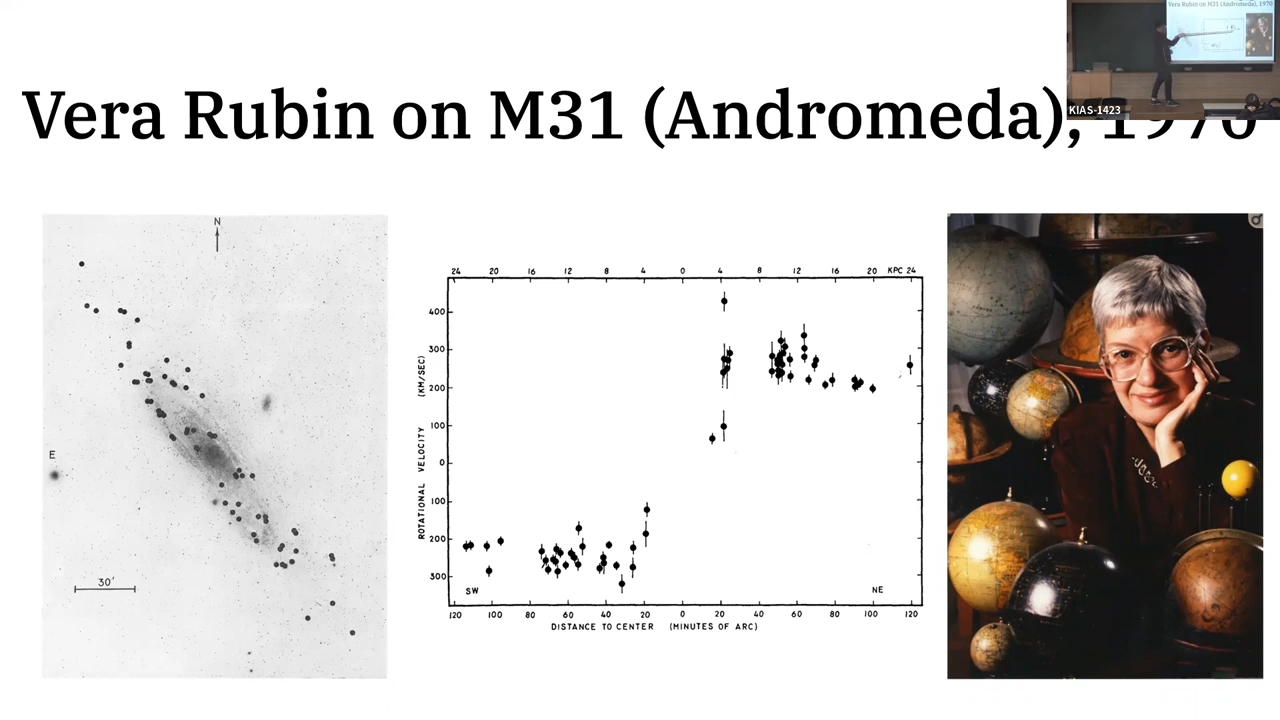 Vera Rubin on M31 (Andromeda), 1970
Vera Rubin on M31 (Andromeda), 1970
KIAS-1423
N
E
30'
24 20 16 12 8 4 0 4 8 12 16 20 KPC 24
400
300
200
100
0
100
200
300
ROTATIONAL VELOCITY (KM/SEC)
SW
NE
120 100 80 60 40 20 0 20 40 60 80 100 120
DISTANCE TO CENTER (MINUTES OF ARC)